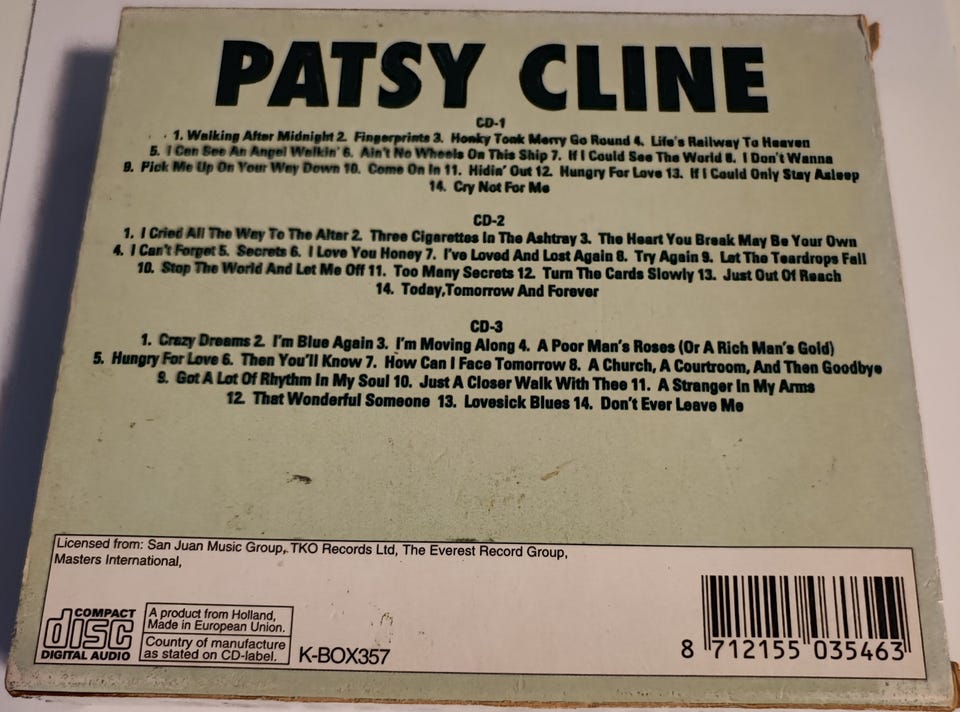 PATSY CLINE
CD-1
1. Walking After Midnight 2. Fingerprints 3. Honky Tonk Merry Go Round 4. Life's Railway To Heaven
5. I Can See An Angel Walkin' 6. Ain't No Wheels On This Ship 7. If I Could See The World 8. I Don't Wanna
9. Pick Me Up On Your Way Down 10. Come On In 11. Hidin' Out 12. Hungry For Love 13. If I Could Only Stay Asleep
14. Cry Not For Me
CD-2
1. I Cried All The Way To The Alter 2. Three Cigarettes In The Ashtray 3. The Heart You Break May Be Your Own
4. I Can't Forget 5. Secrets 6. I Love You Honey 7. I've Loved And Lost Again 8. Try Again 9. Let The Teardrops Fall
10. Stop The World And Let Me Off 11. Too Many Secrets 12. Turn The Cards Slowly 13. Just Out Of Reach
14. Today,Tomorrow And Forever
CD-3
1. Crazy Dreams 2. I'm Blue Again 3. I'm Moving Along 4. A Poor Man's Roses (Or A Rich Man's Gold)
5. Hungry For Love 6. Then You'll Know 7. How Can I Face Tomorrow 8. A Church, A Courtroom, And Then Goodbye
9. Got A Lot Of Rhythm In My Soul 10. Just A Closer Walk With Thee 11. A Stranger In My Arms
12. That Wonderful Someone 13. Lovesick Blues 14. Don't Ever Leave Me
Licensed from: San Juan Music Group, TKO Records Ltd, The Everest Record Group,
Masters International,
COMPACT
disc
DIGITAL AUDIO
A product from Holland,
Made in European Union.
Country of manufacture
as stated on CD-label.
K-BOX357
8 712155 035463